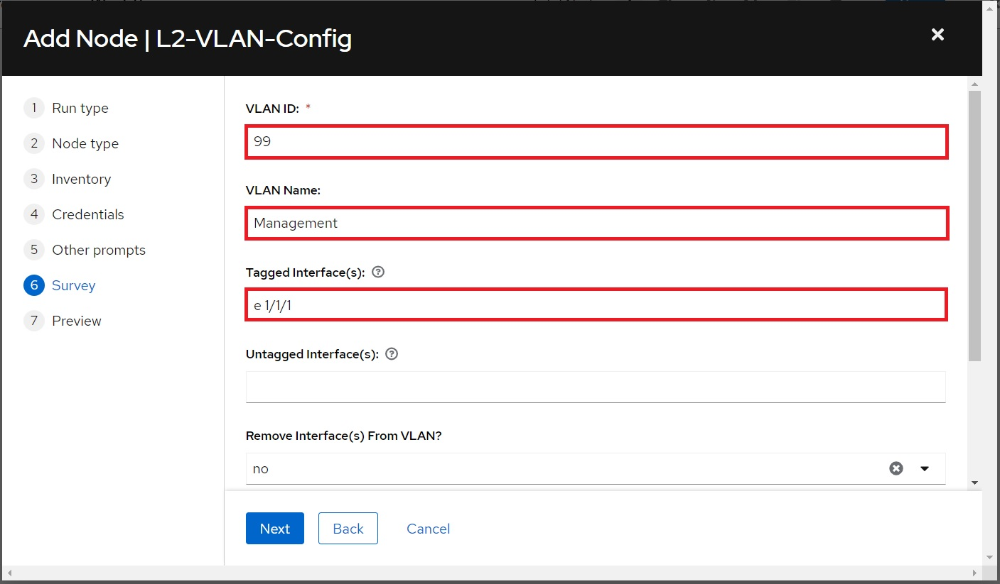 Add Node | L2-VLAN-Config
1 Run type
2 Node type
3 Inventory
4 Credentials
5 Other prompts
6 Survey
7 Preview
VLAN ID: *
99
VLAN Name:
Management
Tagged Interface(s):
e 1/1/1
Untagged Interface(s):
Remove Interface(s) From VLAN?
no
Next Back Cancel